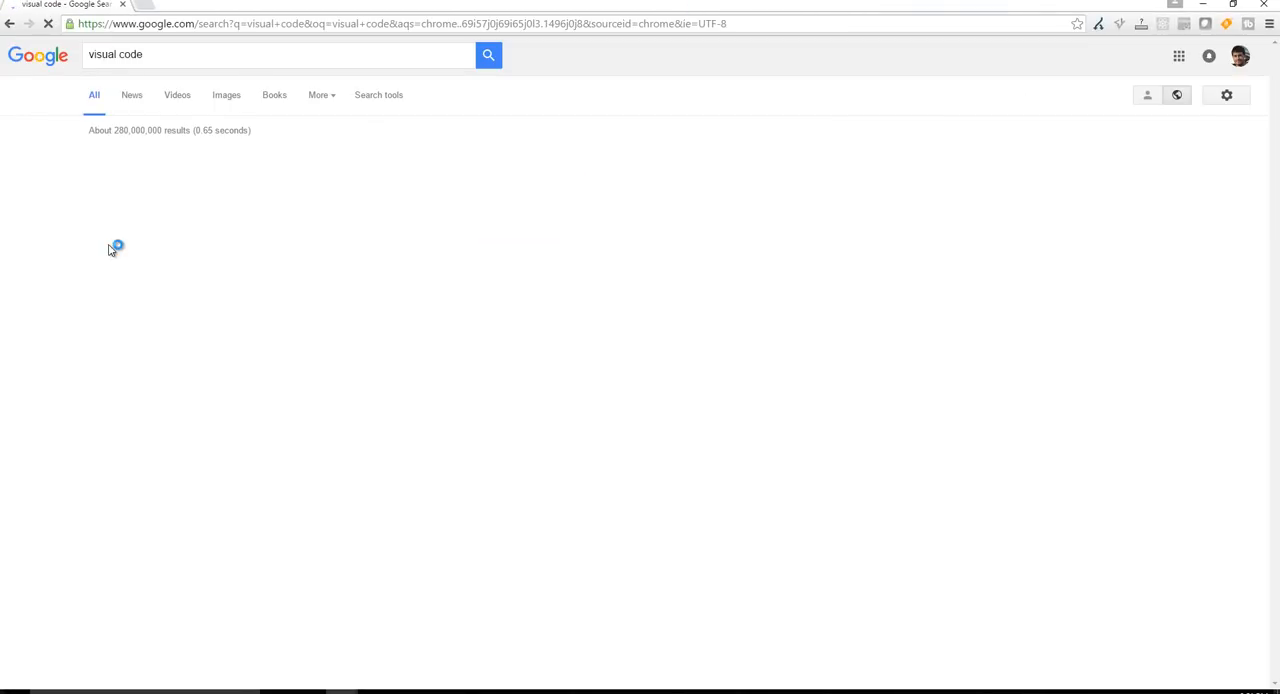 visual code - Google Sea
https://www.google.com/search?q=visual+code&oq=visual+code&aqs=chrome..69i57j0j69i65j0l3.1496j0j8&sourceid=chrome&ie=UTF-8
Google
visual code
All News Videos Images Books More Search tools
About 280,000,000 results (0.65 seconds)